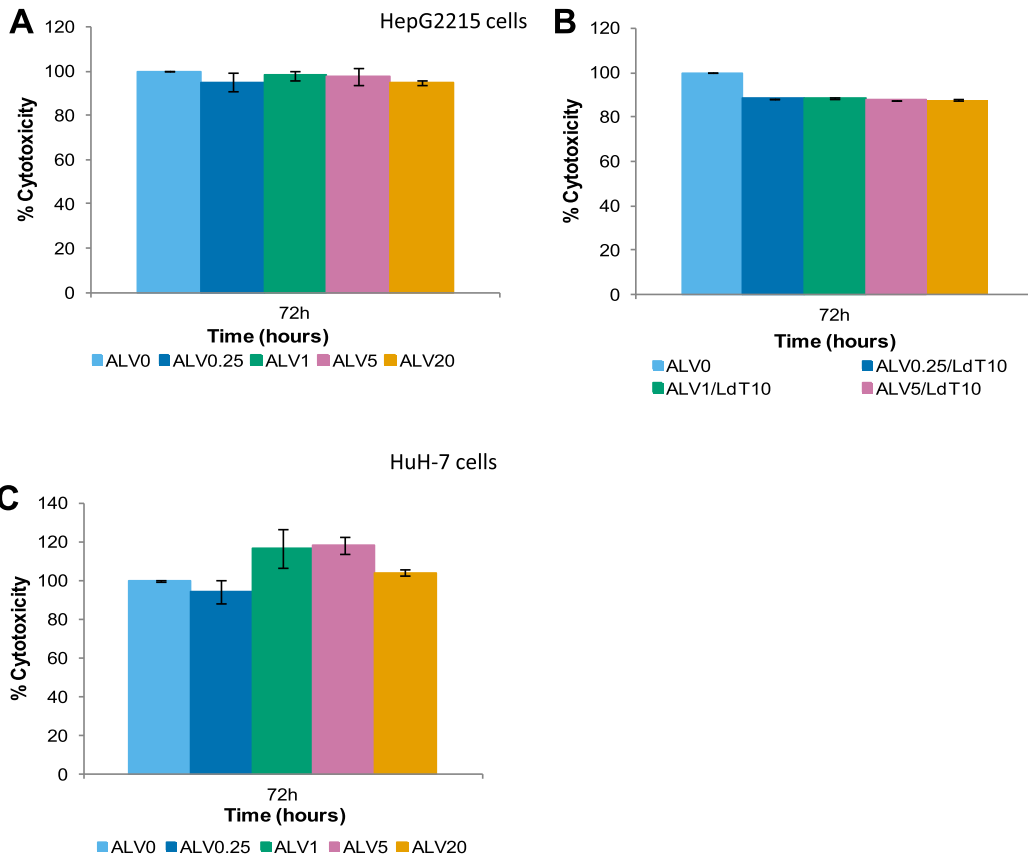 A
HepG2215 cells
% Cytotoxicity
120
100
80
60
40
20
0
72h
Time (hours)
ALV0 ALV0.25 ALV1 ALV5 ALV20
B
% Cytotoxicity
120
100
80
60
40
20
0
72h
Time (hours)
ALV0 ALV0.25/LdT10
ALV1/LdT10 ALV5/LdT10
HuH-7 cells
C
% Cytotoxicity
140
120
100
80
60
40
20
0
72h
Time (hours)
ALV0 ALV0.25 ALV1 ALV5 ALV20